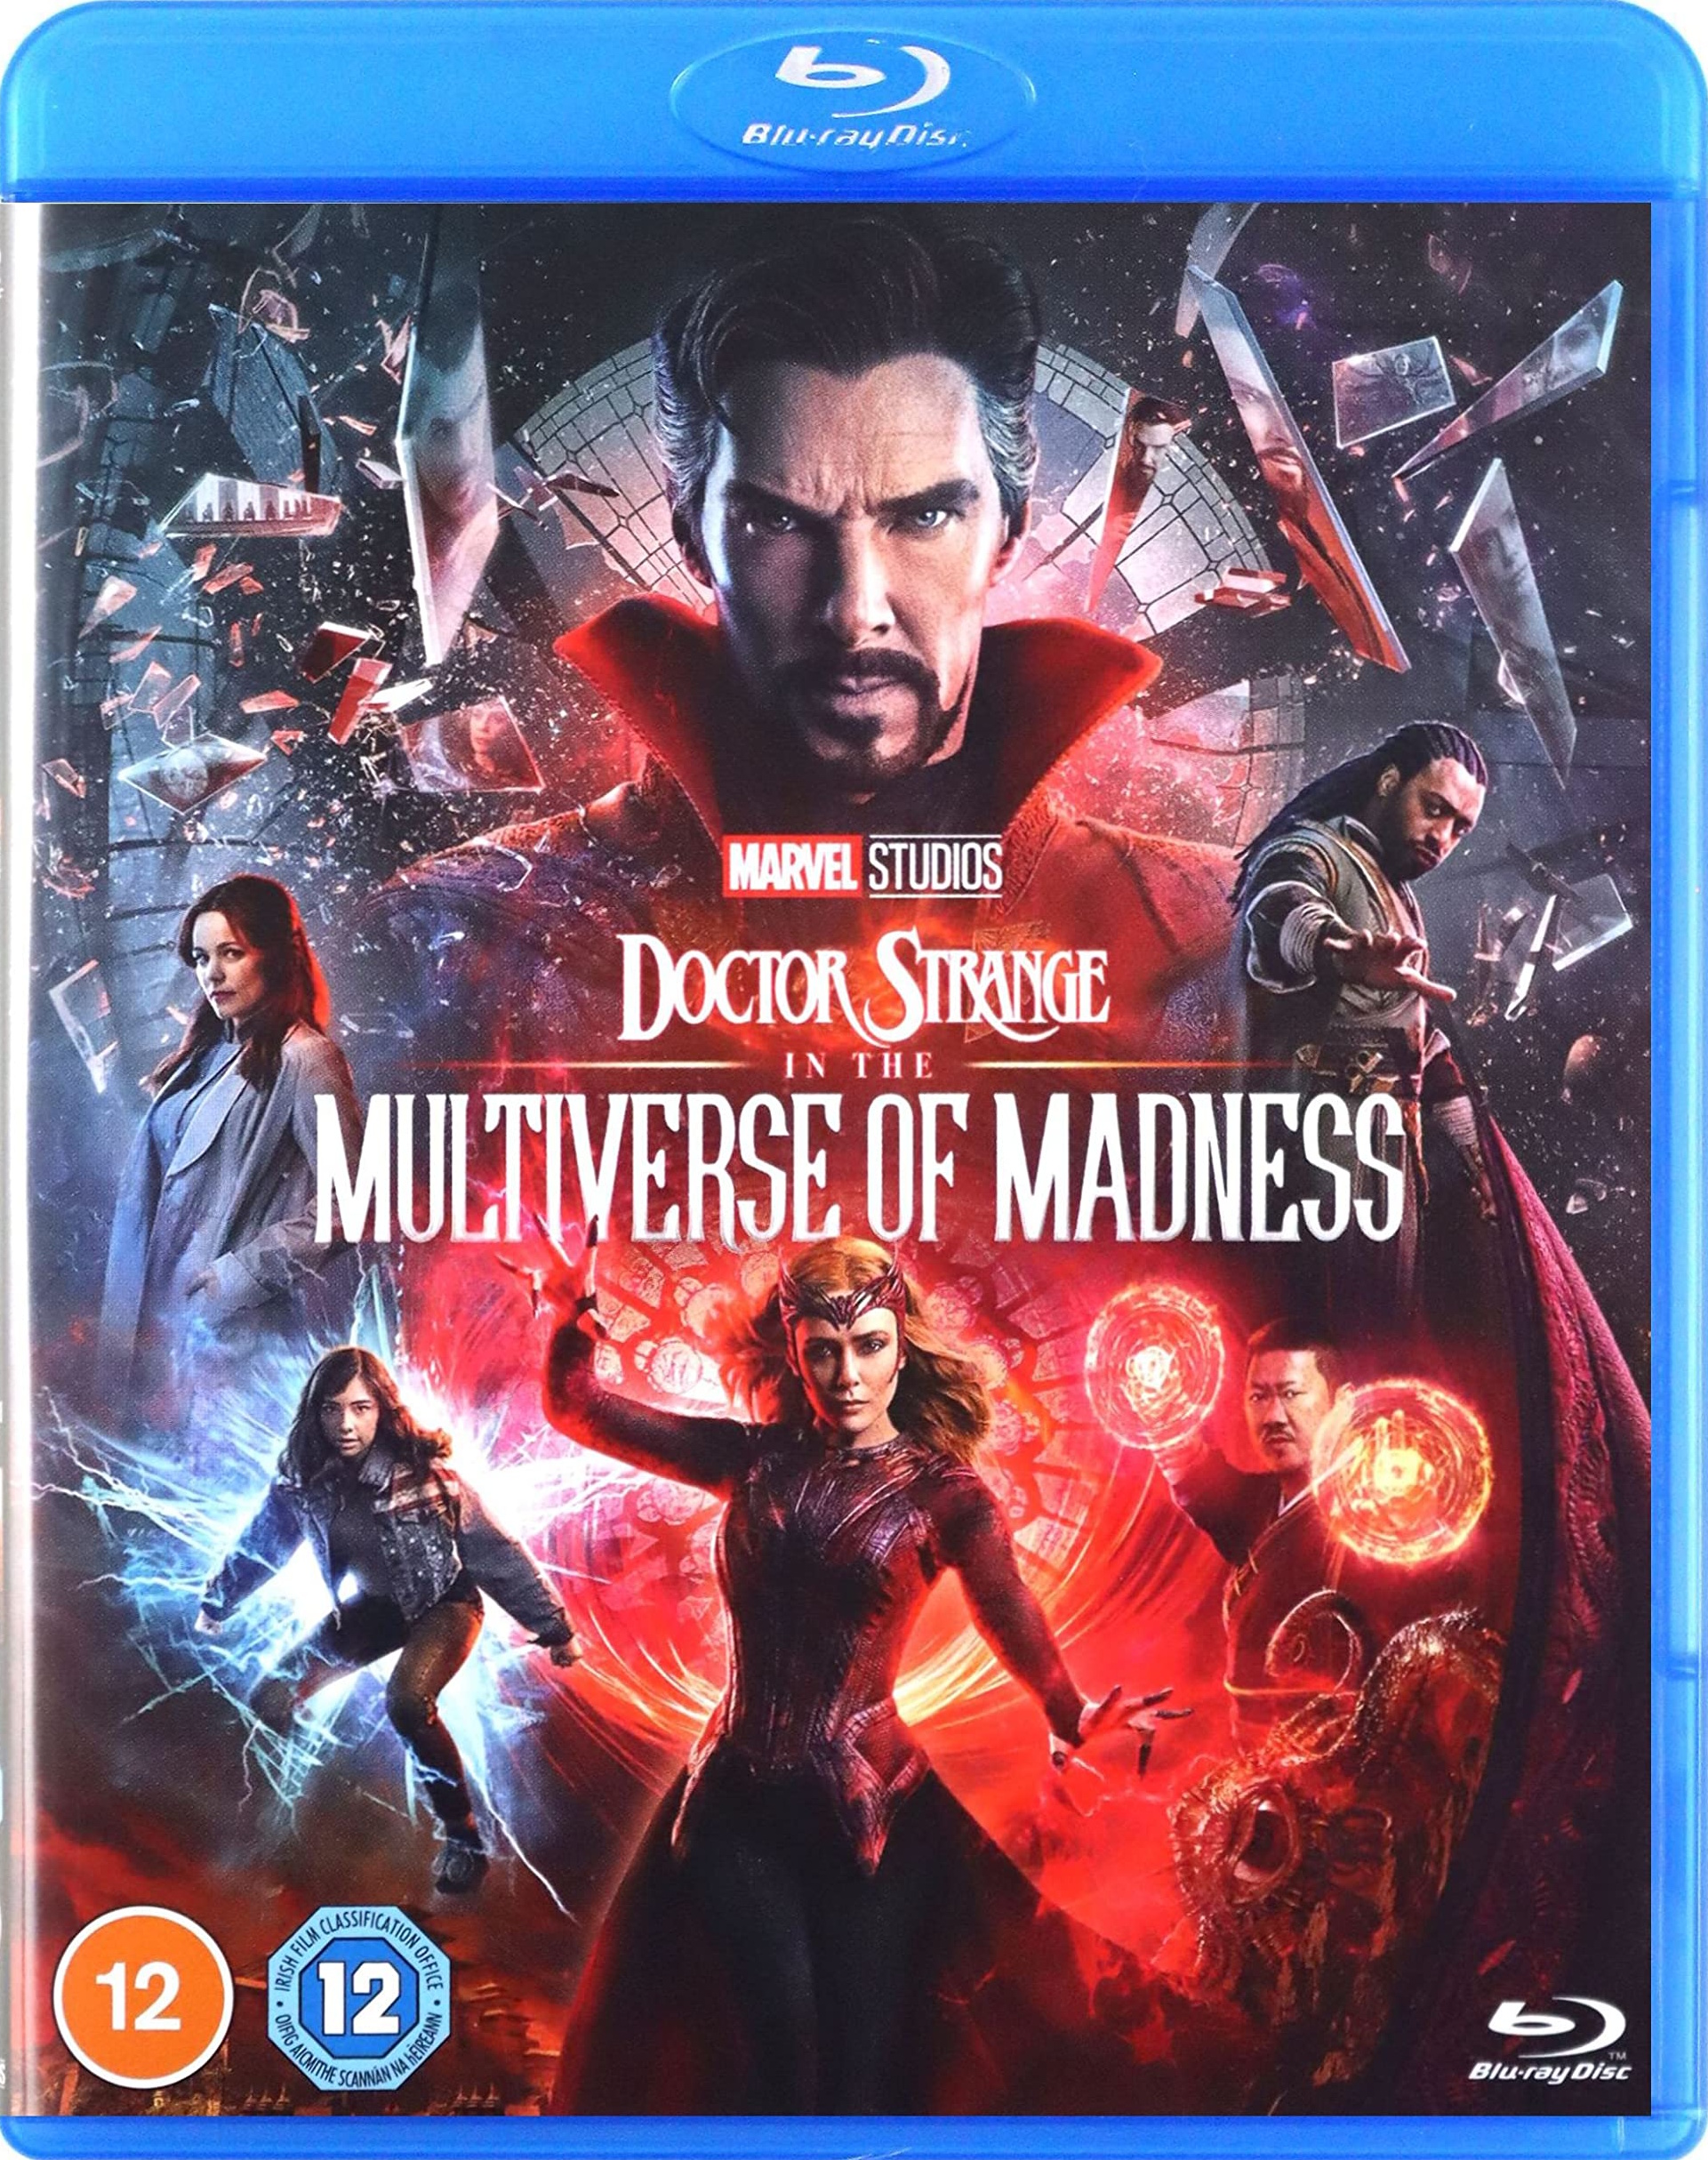 Blu-ray Disc
MARVEL STUDIOS
DOCTOR STRANGE
IN THE
MULTIVERSE OF MADNESS
12
IRISH FILM CLASSIFICATION OFFICE
12
OIFIG AICMITHE SCANNÁN NA hÉIREANN
TM
Blu-ray Disc